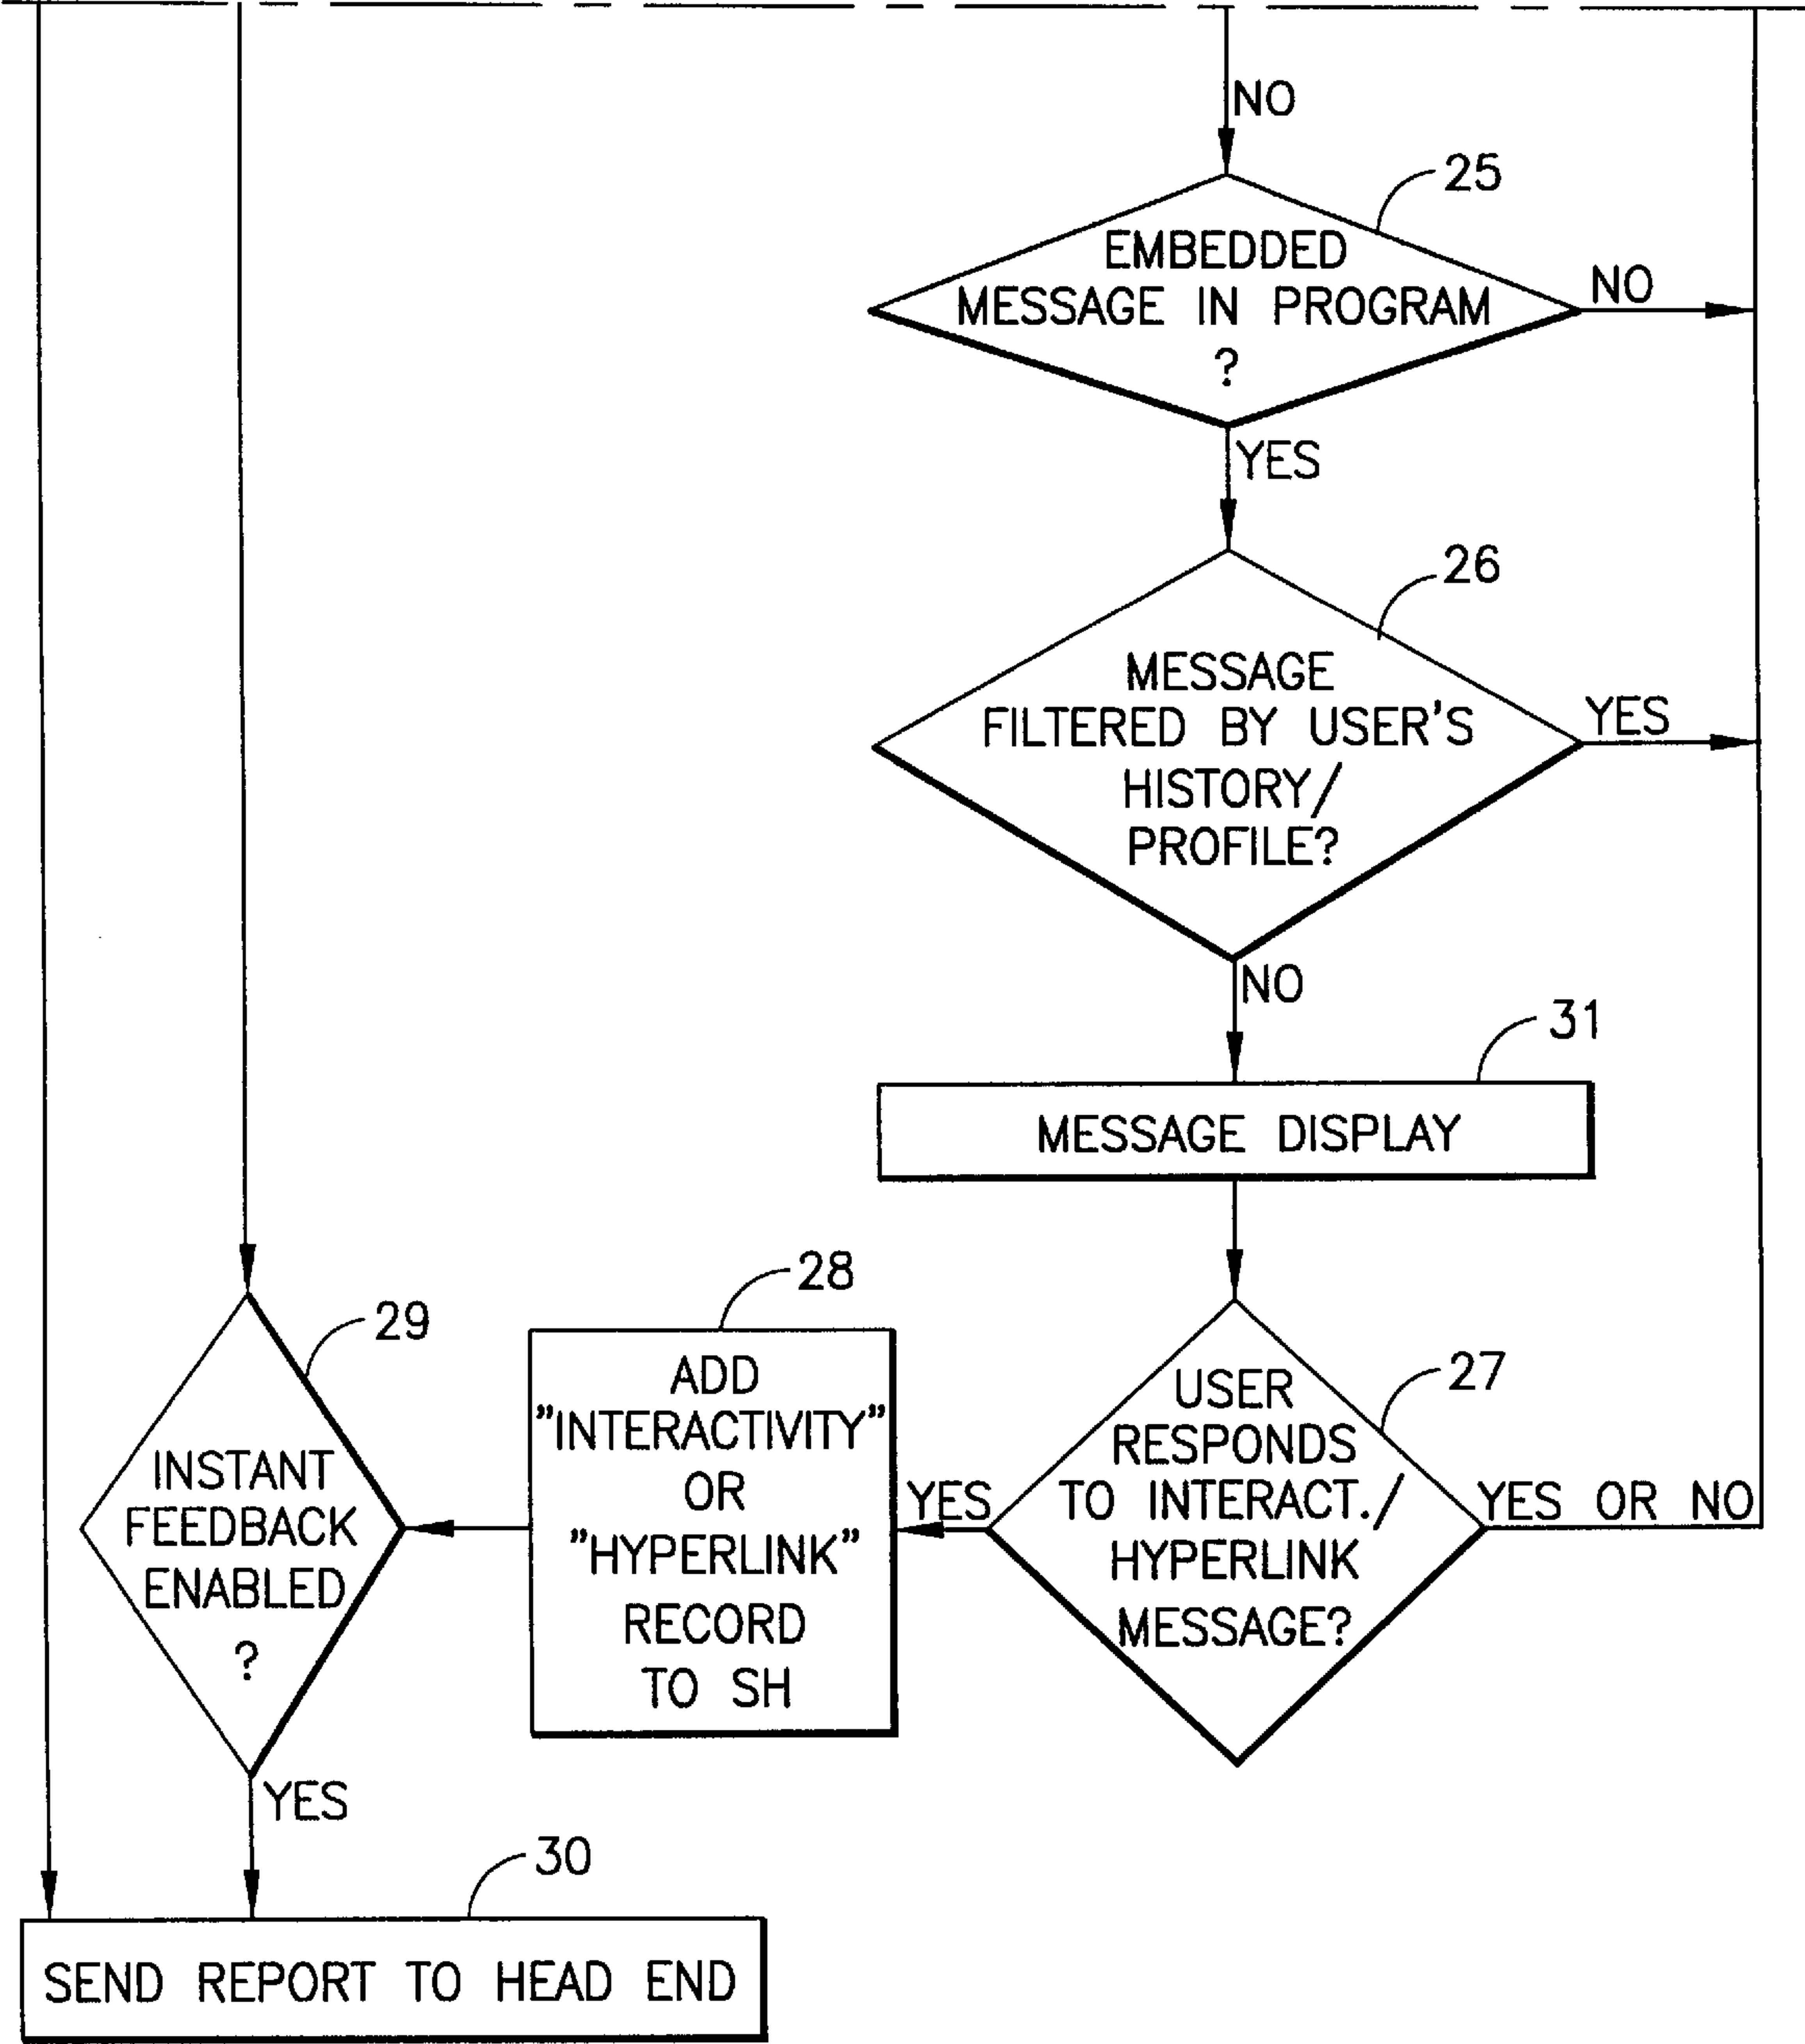 NO
25
EMBEDDED
MESSAGE IN PROGRAM
?
NO
YES
26
MESSAGE
FILTERED BY USER'S
HISTORY/
PROFILE?
YES
NO
31
MESSAGE DISPLAY
27
USER
RESPONDS
TO INTERACT./
HYPERLINK
MESSAGE?
YES OR NO
YES
28
ADD
"INTERACTIVITY"
OR
"HYPERLINK"
RECORD
TO SH
29
INSTANT
FEEDBACK
ENABLED
?
YES
30
SEND REPORT TO HEAD END